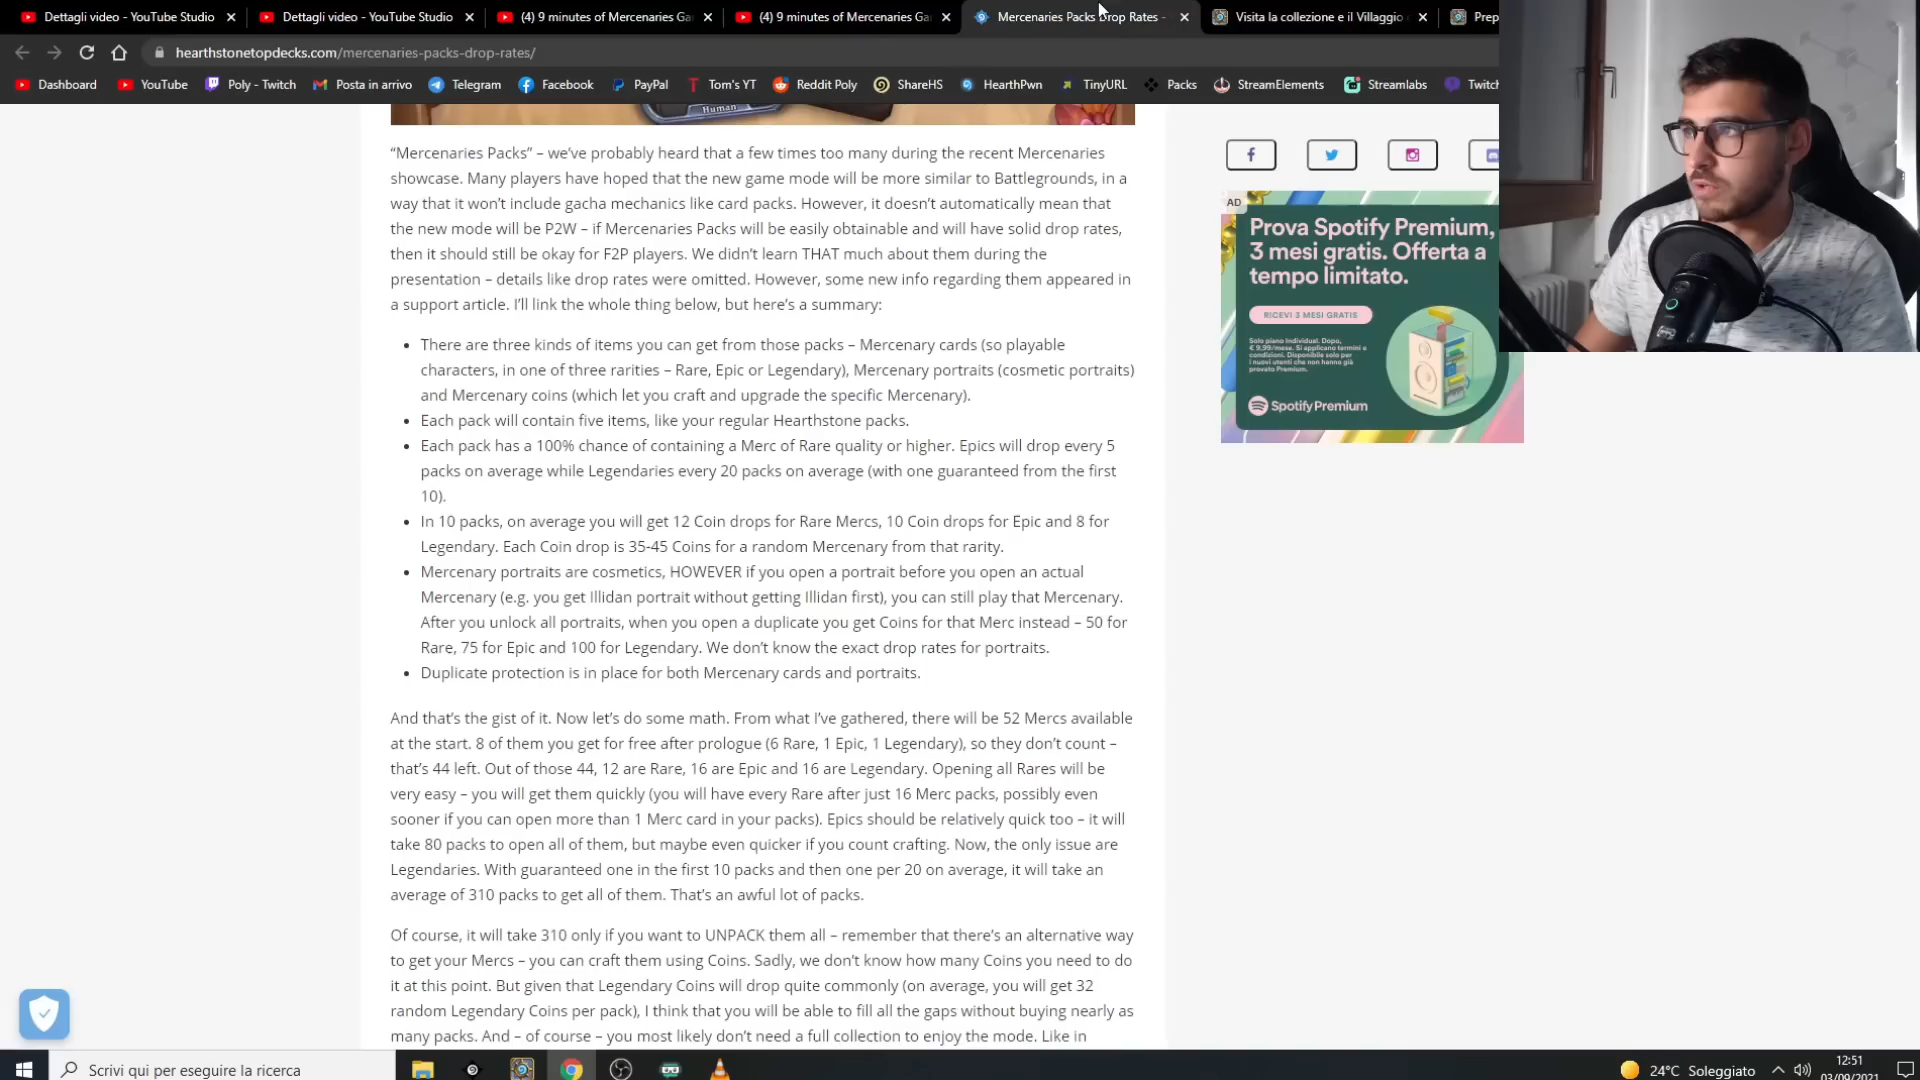 Dettagli video - YouTube Studio
Dettagli video - YouTube Studio
(4) 9 minutes of Mercenaries Ga
(4) 9 minutes of Mercenaries Ga
Mercenaries Packs Drop Rates -
Visita la collezione e il Villaggio
Prep
hearthstonetopdecks.com/mercenaries-packs-drop-rates/
Dashboard
YouTube
Poly - Twitch
Posta in arrivo
Telegram
Facebook
PayPal
Tom's YT
Reddit Poly
ShareHS
HearthPwn
TinyURL
Packs
StreamElements
Streamlabs
Twitch
Human
“Mercenaries Packs” – we’ve probably heard that a few times too many during the recent Mercenaries
showcase. Many players have hoped that the new game mode will be more similar to Battlegrounds, in a
way that it won’t include gacha mechanics like card packs. However, it doesn’t automatically mean that
the new mode will be P2W – if Mercenaries Packs will be easily obtainable and will have solid drop rates,
then it should still be okay for F2P players. We didn’t learn THAT much about them during the
presentation – details like drop rates were omitted. However, some new info regarding them appeared in
a support article. I’ll link the whole thing below, but here’s a summary:
There are three kinds of items you can get from those packs – Mercenary cards (so playable
characters, in one of three rarities – Rare, Epic or Legendary), Mercenary portraits (cosmetic portraits)
and Mercenary coins (which let you craft and upgrade the specific Mercenary).
Each pack will contain five items, like your regular Hearthstone packs.
Each pack has a 100% chance of containing a Merc of Rare quality or higher. Epics will drop every 5
packs on average while Legendaries every 20 packs on average (with one guaranteed from the first
10).
In 10 packs, on average you will get 12 Coin drops for Rare Mercs, 10 Coin drops for Epic and 8 for
Legendary. Each Coin drop is 35-45 Coins for a random Mercenary from that rarity.
Mercenary portraits are cosmetics, HOWEVER if you open a portrait before you open an actual
Mercenary (e.g. you get Illidan portrait without getting Illidan first), you can still play that Mercenary.
After you unlock all portraits, when you open a duplicate you get Coins for that Merc instead – 50 for
Rare, 75 for Epic and 100 for Legendary. We don’t know the exact drop rates for portraits.
Duplicate protection is in place for both Mercenary cards and portraits.
And that’s the gist of it. Now let’s do some math. From what I’ve gathered, there will be 52 Mercs available
at the start. 8 of them you get for free after prologue (6 Rare, 1 Epic, 1 Legendary), so they don’t count –
that’s 44 left. Out of those 44, 12 are Rare, 16 are Epic and 16 are Legendary. Opening all Rares will be
very easy – you will get them quickly (you will have every Rare after just 16 Merc packs, possibly even
sooner if you can open more than 1 Merc card in your packs). Epics should be relatively quick too – it will
take 80 packs to open all of them, but maybe even quicker if you count crafting. Now, the only issue are
Legendaries. With guaranteed one in the first 10 packs and then one per 20 on average, it will take an
average of 310 packs to get all of them. That’s an awful lot of packs.
Of course, it will take 310 only if you want to UNPACK them all – remember that there’s an alternative way
to get your Mercs – you can craft them using Coins. Sadly, we don’t know how many Coins you need to do
it at this point. But given that Legendary Coins will drop quite commonly (on average, you will get 32
random Legendary Coins per pack), I think that you will be able to fill all the gaps without buying nearly as
many packs. And – of course – you most likely don’t need a full collection to enjoy the mode. Like in
AD
Prova Spotify Premium,
3 mesi gratis. Offerta a
tempo limitato.
RICEVI 3 MESI GRATIS
Solo piano Individual. Dopo,
€ 9,99/mese. Si applicano termini e
condizioni. Disponibile solo per
i nuovi utenti che non hanno già
provato Premium.
Spotify Premium
Scrivi qui per eseguire la ricerca
24°C Soleggiato
12:51
03/09/2021